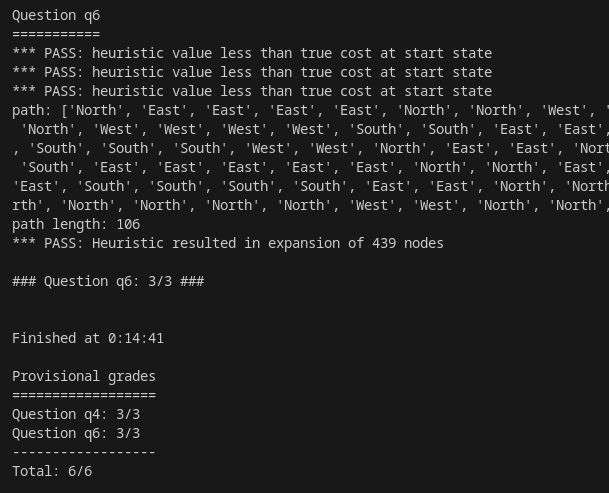 Question q6
===========
*** PASS: heuristic value less than true cost at start state
*** PASS: heuristic value less than true cost at start state
*** PASS: heuristic value less than true cost at start state
path: ['North', 'East', 'East', 'East', 'East', 'North', 'North', 'West', '
'North', 'West', 'West', 'West', 'West', 'South', 'South', 'East', 'East',
, 'South', 'South', 'South', 'West', 'West', 'North', 'East', 'East', 'Nort
'South', 'East', 'East', 'East', 'East', 'East', 'North', 'North', 'East',
'East', 'South', 'South', 'South', 'South', 'East', 'East', 'North', 'North
rth', 'North', 'North', 'North', 'North', 'West', 'West', 'North', 'North',
path length: 106
*** PASS: Heuristic resulted in expansion of 439 nodes
### Question q6: 3/3 ###
Finished at 0:14:41
Provisional grades
==================
Question q4: 3/3
Question q6: 3/3
------------------
Total: 6/6